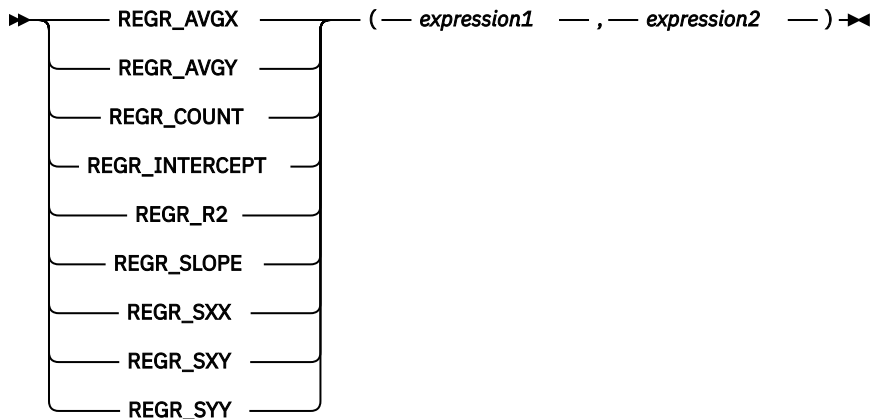 REGR_AVGX ( expression1 , expression2 )
REGR_AVGY
REGR_COUNT
REGR_INTERCEPT
REGR_R2
REGR_SLOPE
REGR_SXX
REGR_SXY
REGR_SYY